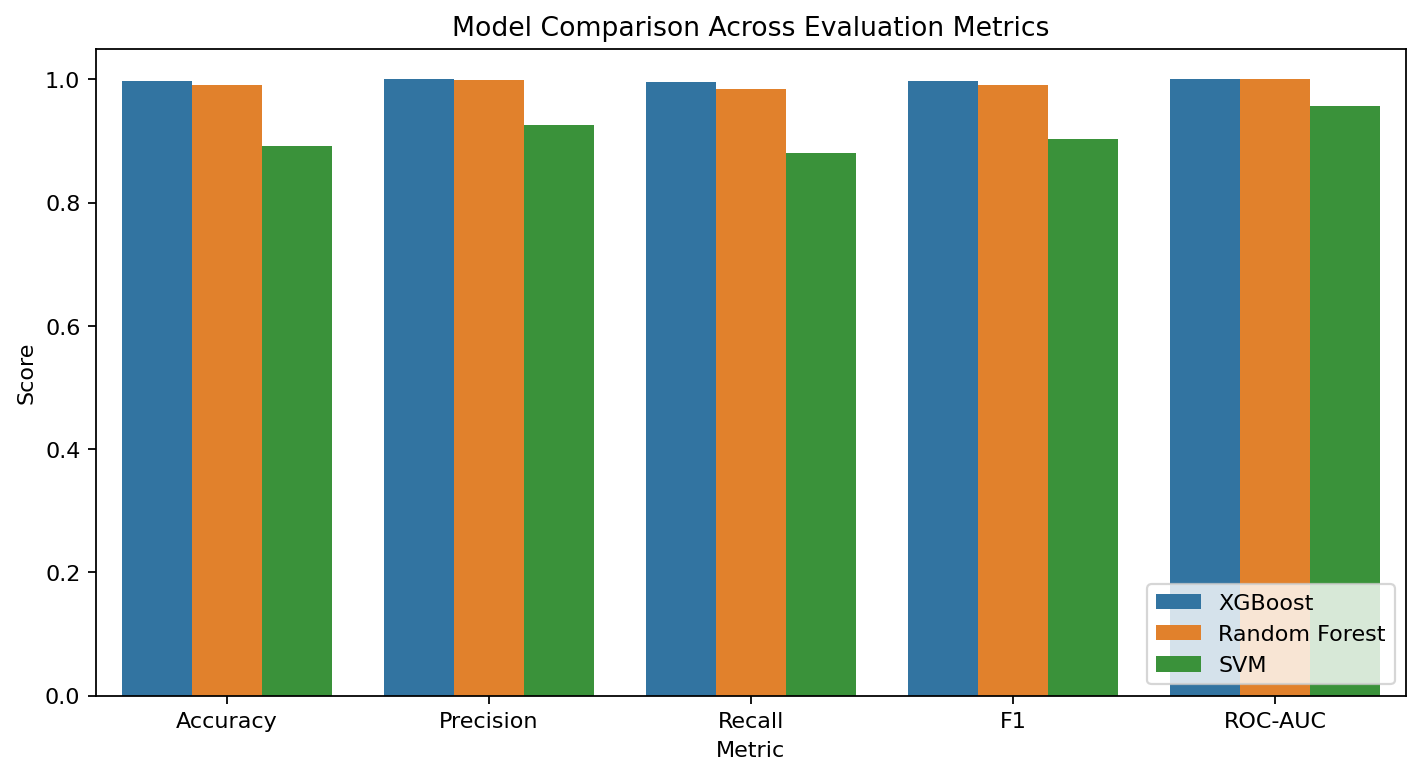 Model Comparison Across Evaluation Metrics
1.0
0.8
0.6
0.4
0.2
0.0
Score
Accuracy
Precision
Recall
F1
ROC-AUC
Metric
XGBoost
Random Forest
SVM